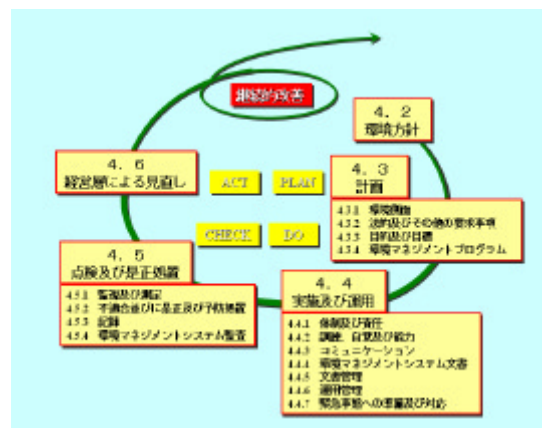 継続的改善
4．2
環境方針
4．3
計画
4.3.1 環境側面
4.3.2 法的及びその他の要求事項
4.3.3 目的及び目標
4.3.4 環境マネジメントプログラム
4．4
実施及び運用
4.4.1 体制及び責任
4.4.2 訓練、自覚及び能力
4.4.3 コミュニケーション
4.4.4 環境マネジメントシステム文書
4.4.5 文書管理
4.4.6 運用管理
4.4.7 緊急事態への準備及び対応
4．5
点検及び是正処置
4.5.1 監視及び測定
4.5.2 不適合並びに是正及び予防処置
4.5.3 記録
4.5.4 環境マネジメントシステム監査
4．6
経営層による見直し
ACT
PLAN
CHECK
DO